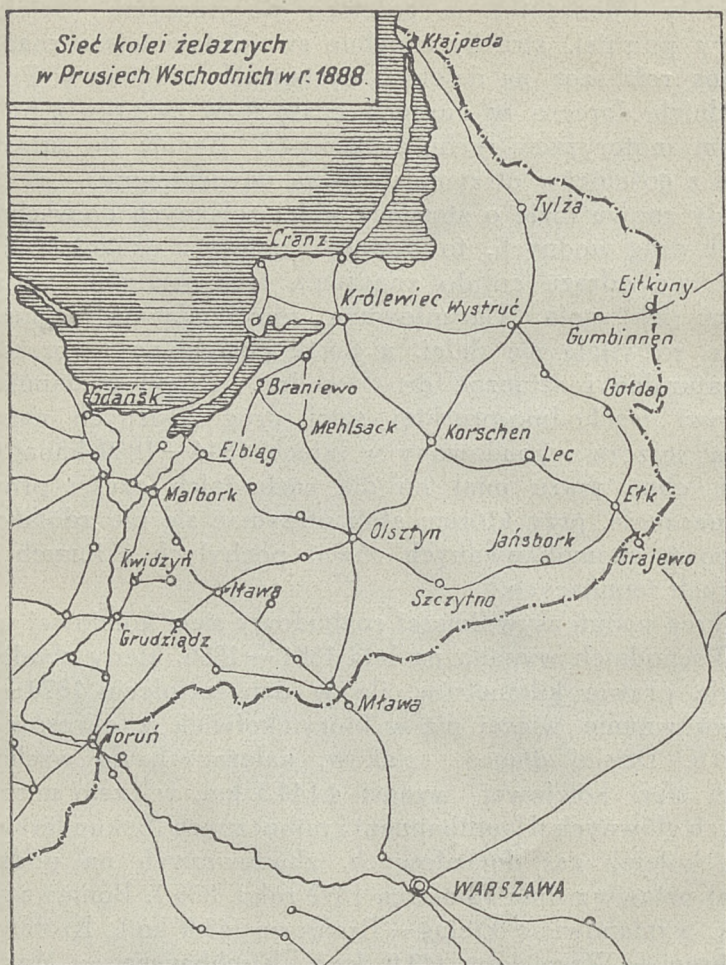 Sieć kolei żelaznych
w Prusiech Wschodnich w r. 1888.
Kłajpeda
Tylża
Cranz
Królewiec
Wystruć
Ejtkuny
Gumbinnen
Gołdap
Gdańsk
Braniewo
Mehlsack
Korschen
Elbląg
Lec
Malbork
Ełk
Olsztyn
Jańsbork
Grajewo
Kwidzyń
Iława
Szczytno
Grudziądz
Mława
Toruń
WARSZAWA